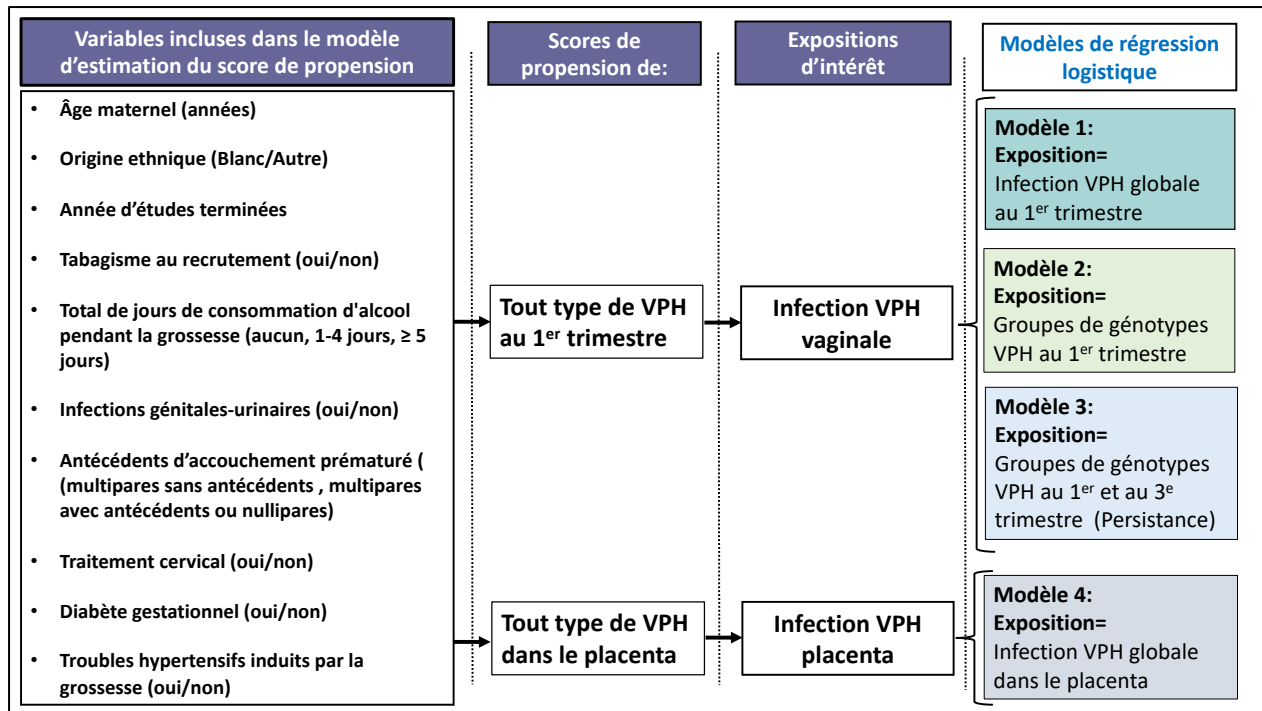 Variables incluses dans le modèle
d’estimation du score de propension
• Âge maternel (années)
• Origine ethnique (Blanc/Autre)
• Année d’études terminées
• Tabagisme au recrutement (oui/non)
• Total de jours de consommation d'alcool
pendant la grossesse (aucun, 1-4 jours, ≥ 5
jours)
• Infections génitales-urinaires (oui/non)
• Antécédents d’accouchement prématuré (
(multipares sans antécédents , multipares
avec antécédents ou nullipares)
• Traitement cervical (oui/non)
• Diabète gestationnel (oui/non)
• Troubles hypertensifs induits par la
grossesse (oui/non)
Scores de
propension de:
Tout type de VPH
au 1er trimestre
Tout type de VPH
dans le placenta
Expositions
d’intérêt
Infection VPH
vaginale
Infection VPH
placenta
Modèles de régression
logistique
Modèle 1:
Exposition=
Infection VPH globale
au 1er trimestre
Modèle 2:
Exposition=
Groupes de génotypes
VPH au 1er trimestre
Modèle 3:
Exposition=
Groupes de génotypes
VPH au 1er et au 3e
trimestre (Persistance)
Modèle 4:
Exposition=
Infection VPH globale
dans le placenta